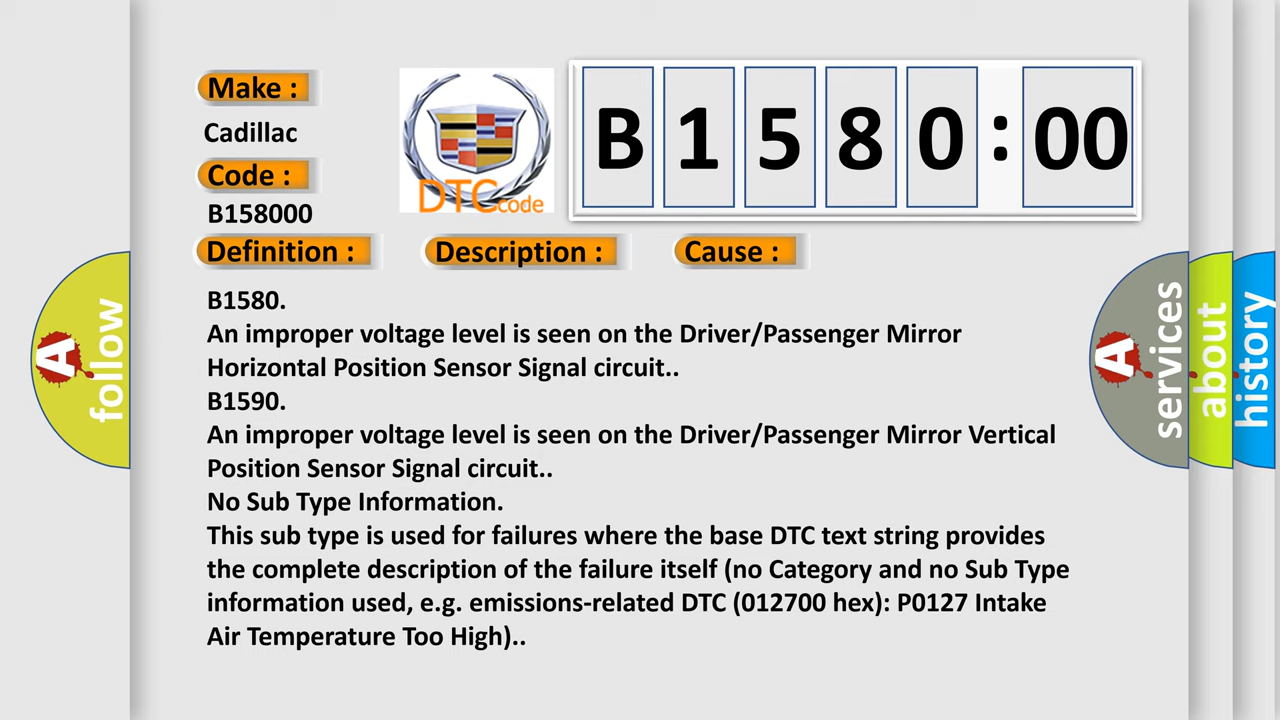 Make :
Cadillac
Code :
B158000
DTC code
B1580:00
Definition :
Description :
Cause :
B1580.
An improper voltage level is seen on the Driver/Passenger Mirror
Horizontal Position Sensor Signal circuit..
B1590.
An improper voltage level is seen on the Driver/Passenger Mirror Vertical
Position Sensor Signal circuit..
No Sub Type Information.
This sub type is used for failures where the base DTC text string provides
the complete description of the failure itself (no Category and no Sub Type
information used, e.g. emissions-related DTC (012700 hex): P0127 Intake
Air Temperature Too High)..
A follow
A services
about
history